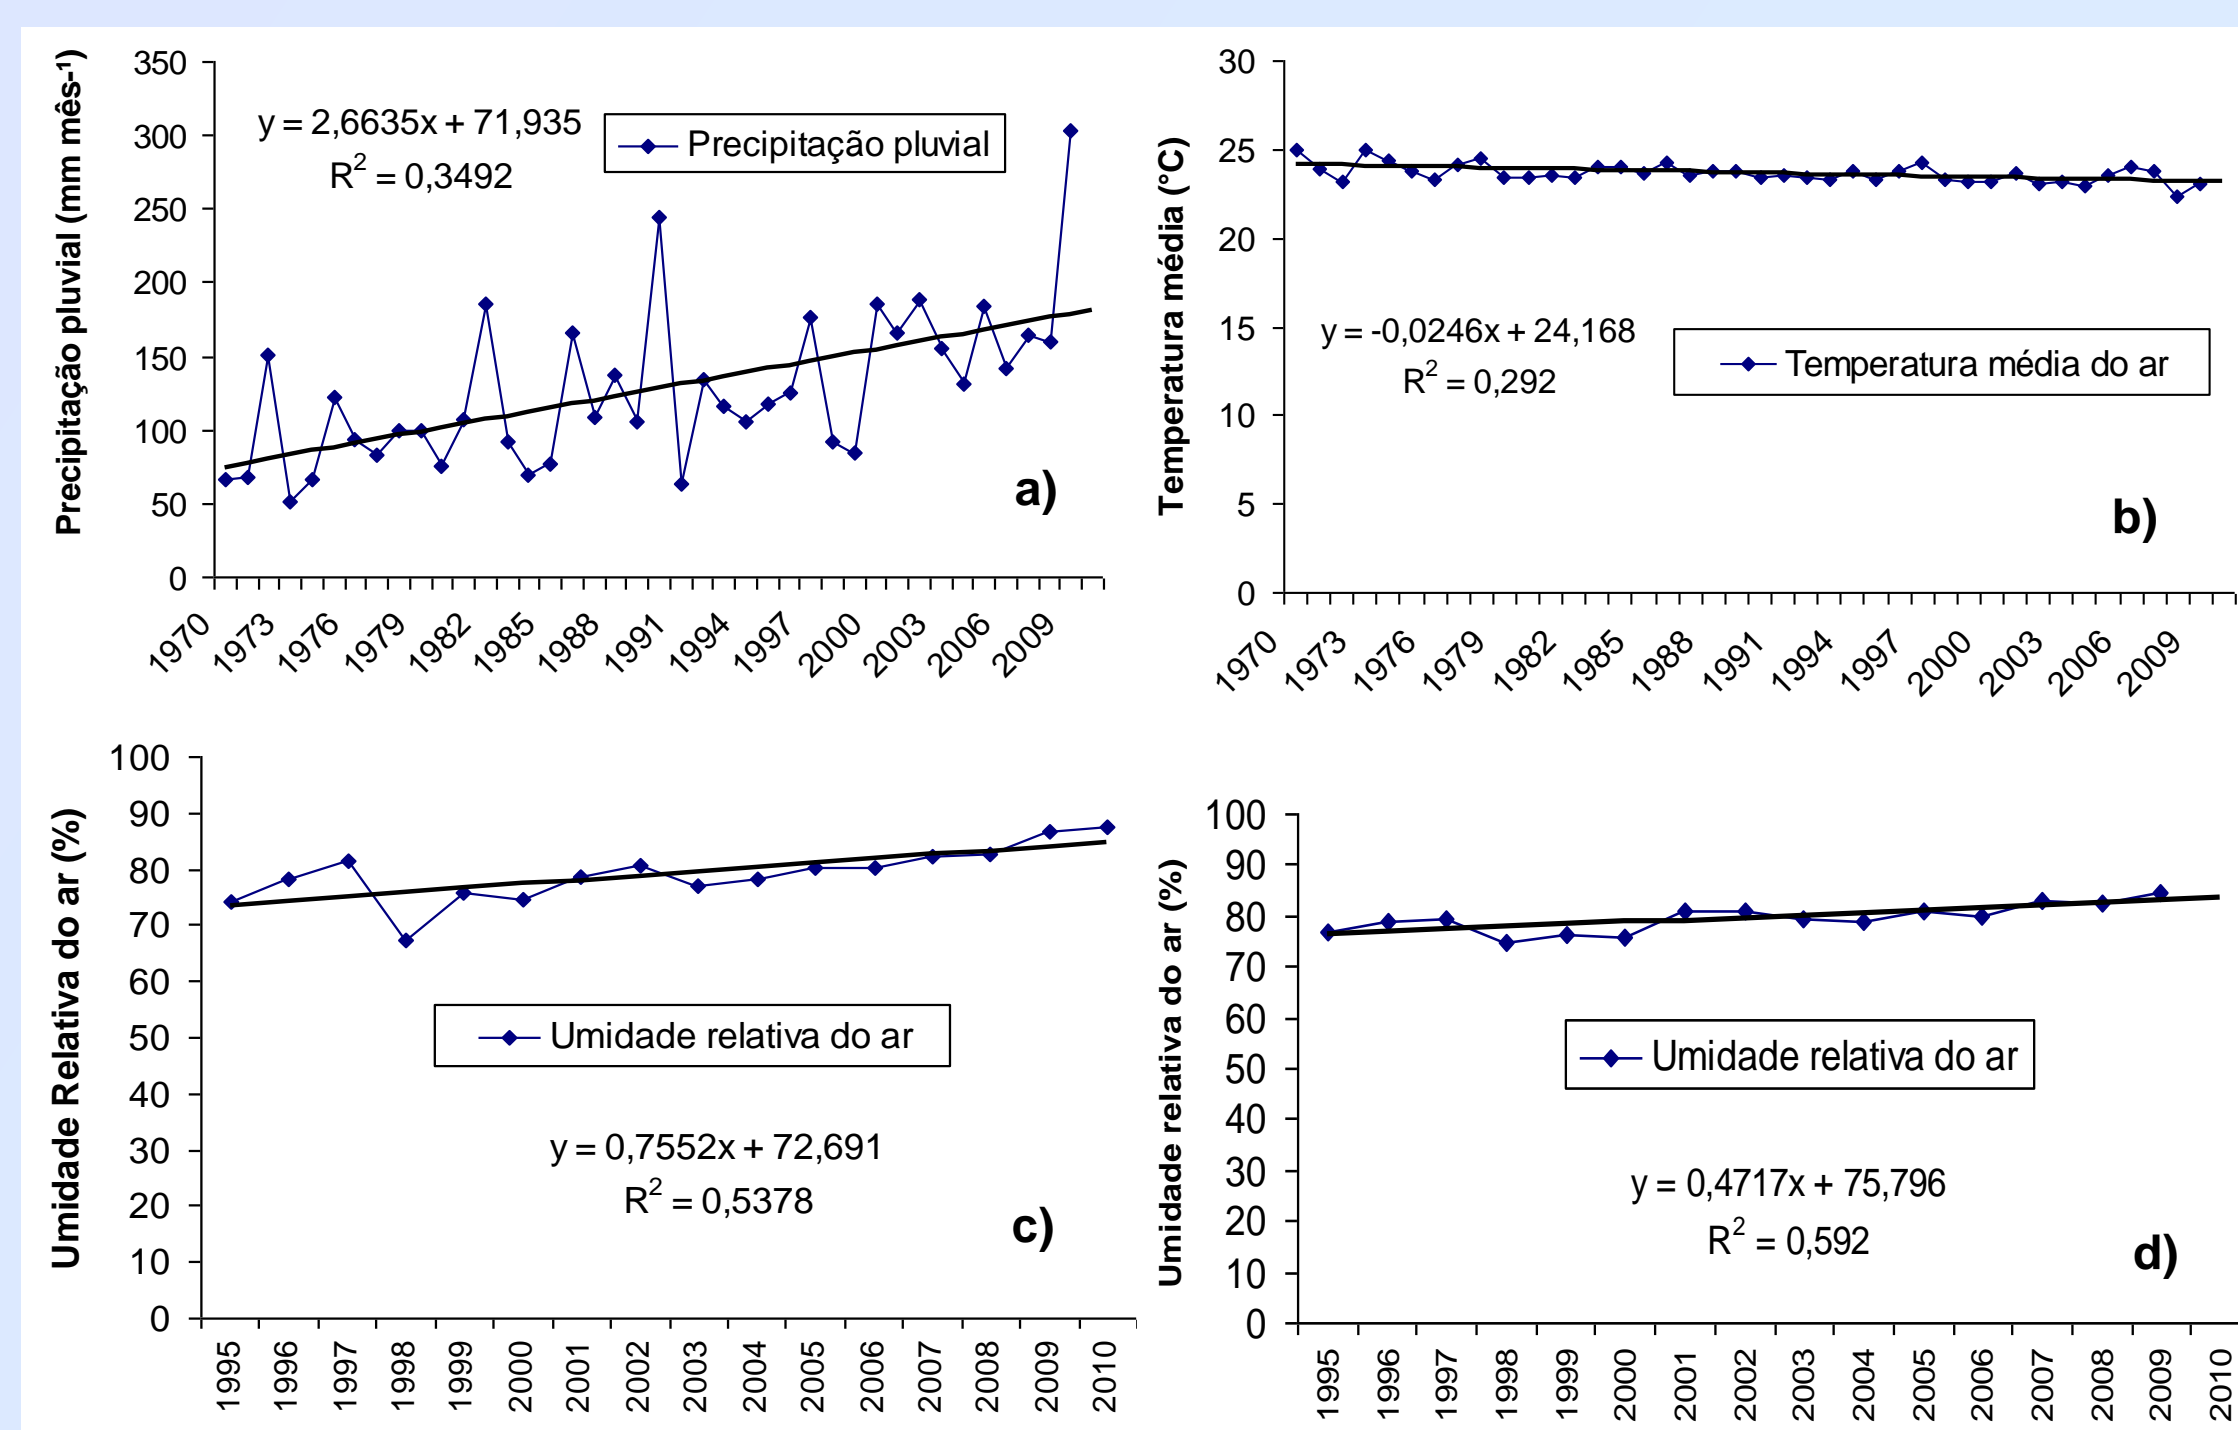 Precipitação pluvial (mm mês-¹)
350
300
250
200
150
100
50
0
y = 2,6635x + 71,935
R² = 0,3492
Precipitação pluvial
a)
1970 1973 1976 1979 1982 1985 1988 1991 1994 1997 2000 2003 2006 2009
Temperatura média (°C)
30
25
20
15
10
5
0
y = -0,0246x + 24,168
R² = 0,292
Temperatura média do ar
b)
1970 1973 1976 1979 1982 1985 1988 1991 1994 1997 2000 2003 2006 2009
Umidade Relativa do ar (%)
100
90
80
70
60
50
40
30
20
10
0
Umidade relativa do ar
y = 0,7552x + 72,691
R² = 0,5378
c)
1995 1996 1997 1998 1999 2000 2001 2002 2003 2004 2005 2006 2007 2008 2009 2010
Umidade relativa do ar (%)
100
90
80
70
60
50
40
30
20
10
0
Umidade relativa do ar
y = 0,4717x + 75,796
R² = 0,592
d)
1995 1996 1997 1998 1999 2000 2001 2002 2003 2004 2005 2006 2007 2008 2009 2010